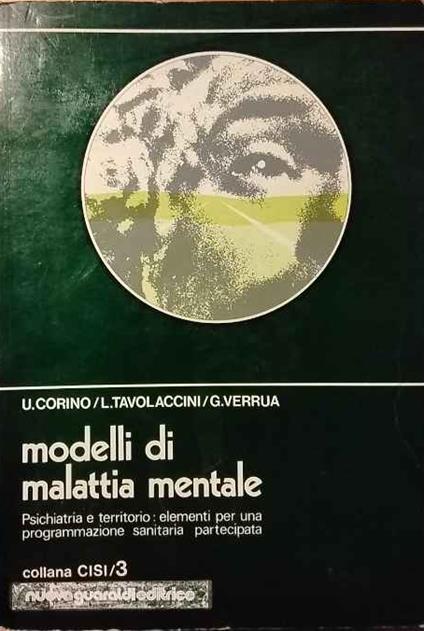 U.CORINO/L.TAVOLACCINI/G.VERRUA
modelli di
malattia mentale
Psichiatria e territorio: elementi per una
programmazione sanitaria partecipata
collana CISI/3
nuovaguaraldieditrice